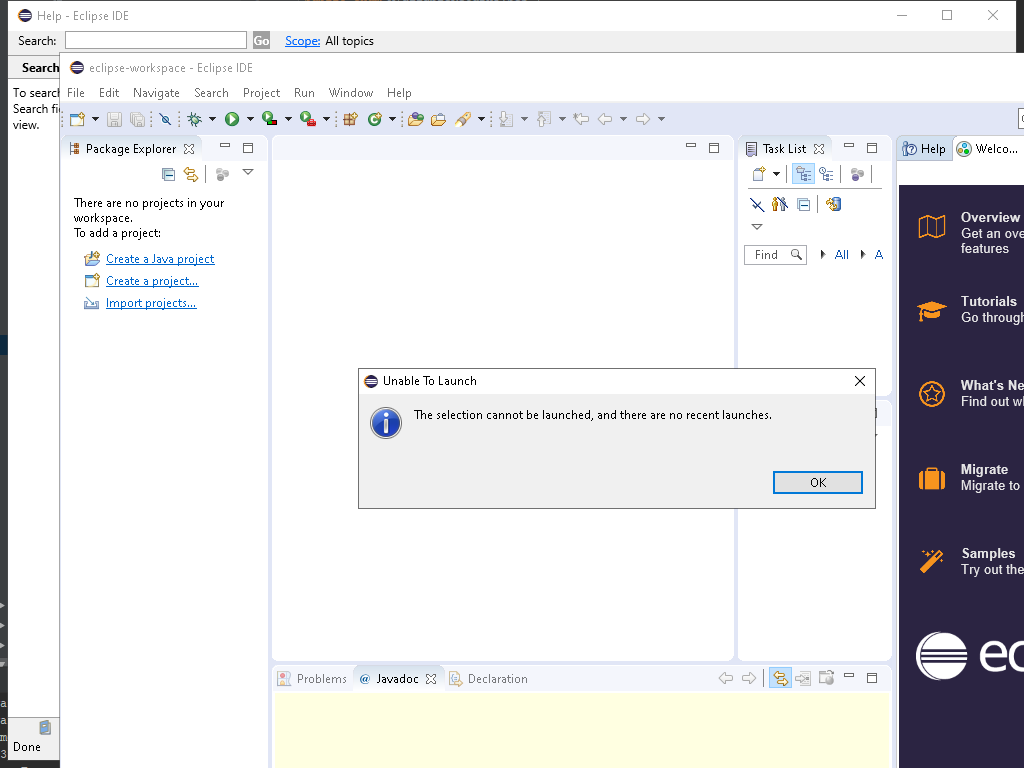 Help - Eclipse IDE
Search:
Go
Scope: All topics
Search
To search
Search fi
view.
eclipse-workspace - Eclipse IDE
File Edit Navigate Search Project Run Window Help
Package Explorer
There are no projects in your
workspace.
To add a project:
Create a Java project
Create a project...
Import projects...
Task List
Find
All
A
Help
Welco...
Overview
Get an ove
features
Tutorials
Go through
What's Ne
Find out wh
Migrate
Migrate to
Samples
Try out the
ec
Unable To Launch
The selection cannot be launched, and there are no recent launches.
OK
Problems
@ Javadoc
Declaration
Done